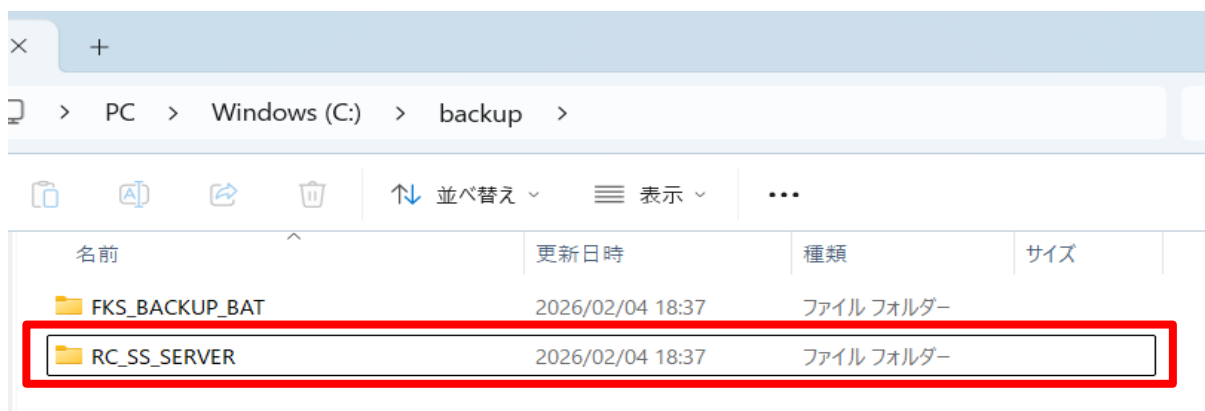 PC > Windows (C:) > backup >
並べ替え 表示 •••
名前 更新日時 種類 サイズ
FKS_BACKUP_BAT 2026/02/04 18:37 ファイル フォルダー
RC_SS_SERVER 2026/02/04 18:37 ファイル フォルダー